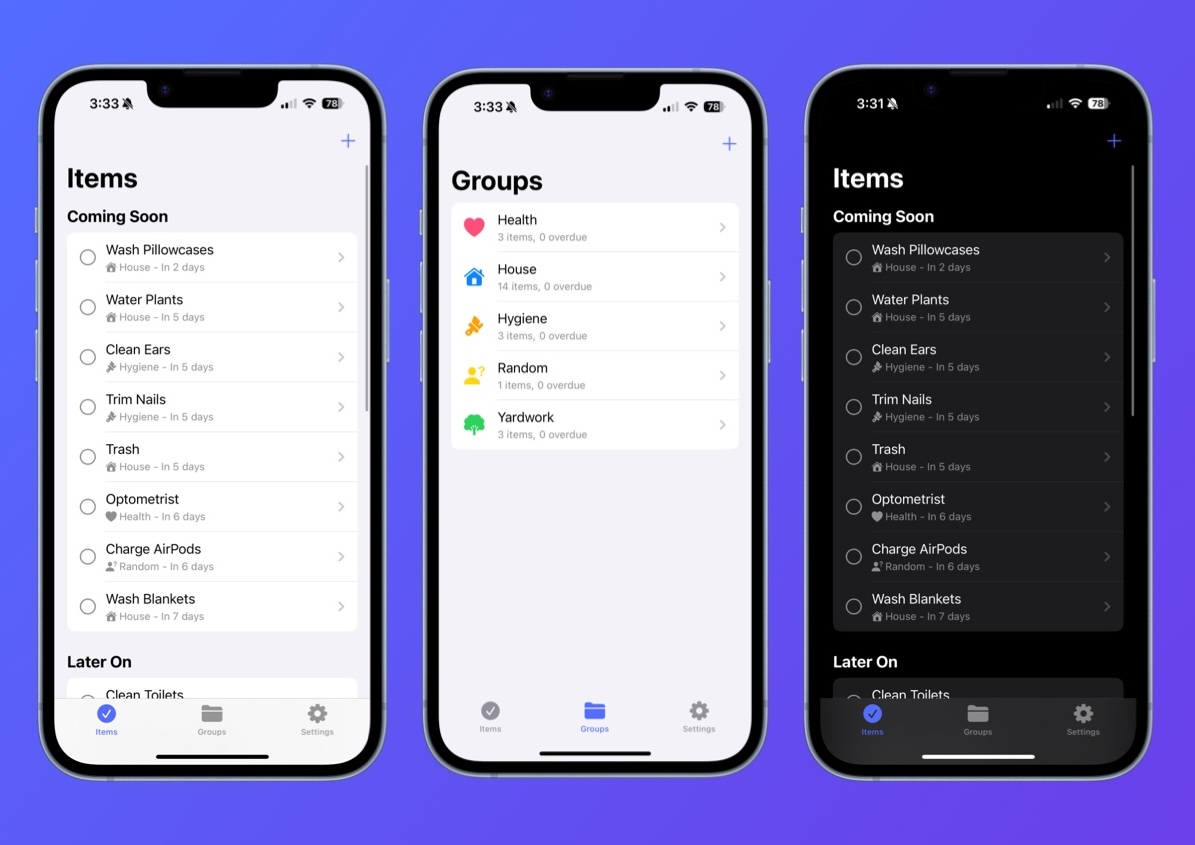 3:33
78
+
Items
Coming Soon
Wash Pillowcases
House - In 2 days
Water Plants
House - In 5 days
Clean Ears
Hygiene - In 5 days
Trim Nails
Hygiene - In 5 days
Trash
House - In 5 days
Optometrist
Health - In 6 days
Charge AirPods
Random - In 6 days
Wash Blankets
House - In 7 days
Later On
Clean Toilets
Items
Groups
Settings
3:33
78
+
Groups
Health
3 items, 0 overdue
House
14 items, 0 overdue
Hygiene
3 items, 0 overdue
Random
1 items, 0 overdue
Yardwork
3 items, 0 overdue
Items
Groups
Settings
3:31
78
+
Items
Coming Soon
Wash Pillowcases
House - In 2 days
Water Plants
House - In 5 days
Clean Ears
Hygiene - In 5 days
Trim Nails
Hygiene - In 5 days
Trash
House - In 5 days
Optometrist
Health - In 6 days
Charge AirPods
Random - In 6 days
Wash Blankets
House - In 7 days
Later On
Clean Toilets
Items
Groups
Settings